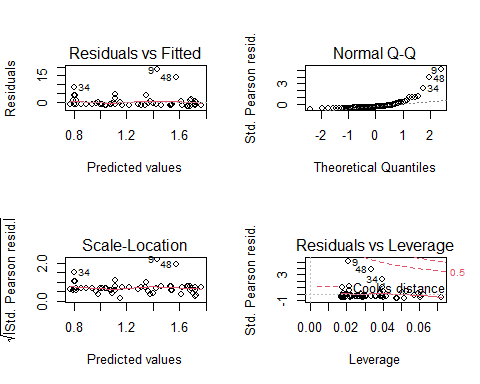 Residuals vs Fitted
Residuals
0 5 15
9
48
34
0.8 1.2 1.6
Predicted values
Normal Q-Q
Std. Pearson resid.
0 3
9
48
34
-2 -1 0 1 2
Theoretical Quantiles
Scale-Location
√|Std. Pearson resid.|
0.0 1.0 2.0
9
48
34
0.8 1.2 1.6
Predicted values
Residuals vs Leverage
Std. Pearson resid.
-1 3
9
48
34
0.5
Cook's distance
0.00 0.02 0.04 0.06
Leverage